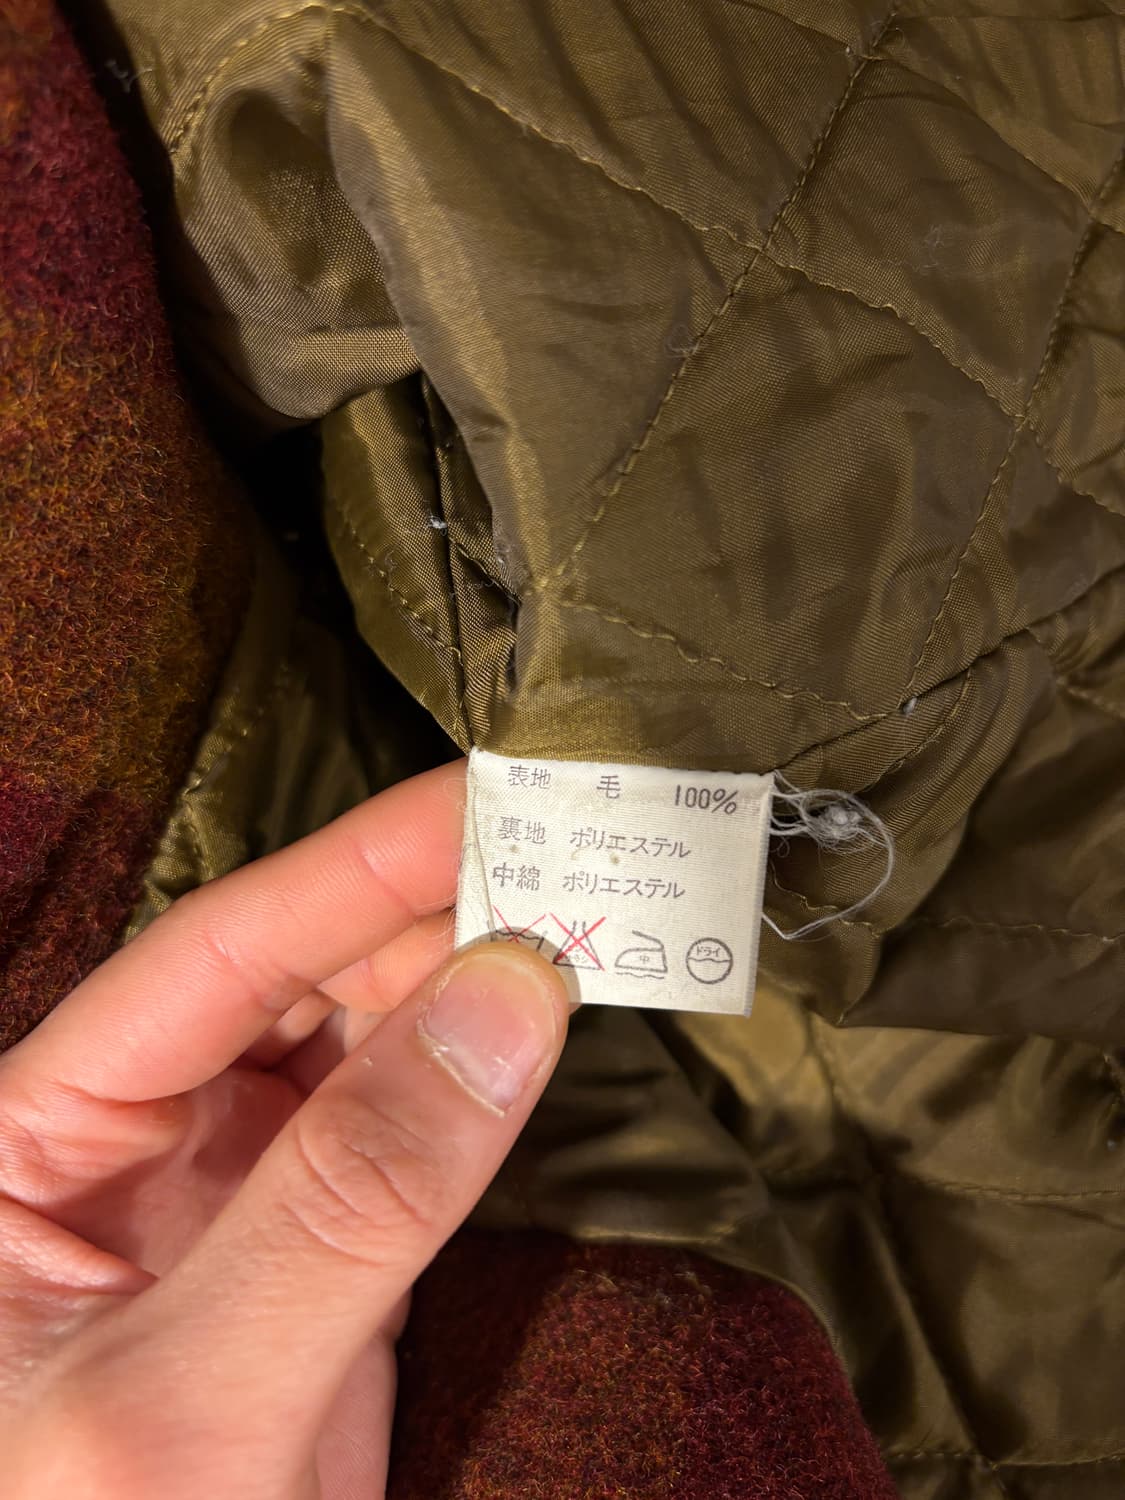 表地 毛 100%
裏地 ポリエステル
中綿 ポリエステル
中 ドライ